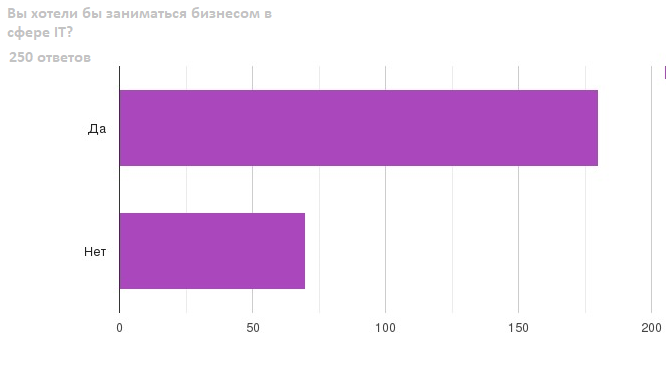 Вы хотели бы заниматься бизнесом в
сфере IT?
250 ответов
Да
Нет
0 50 100 150 200